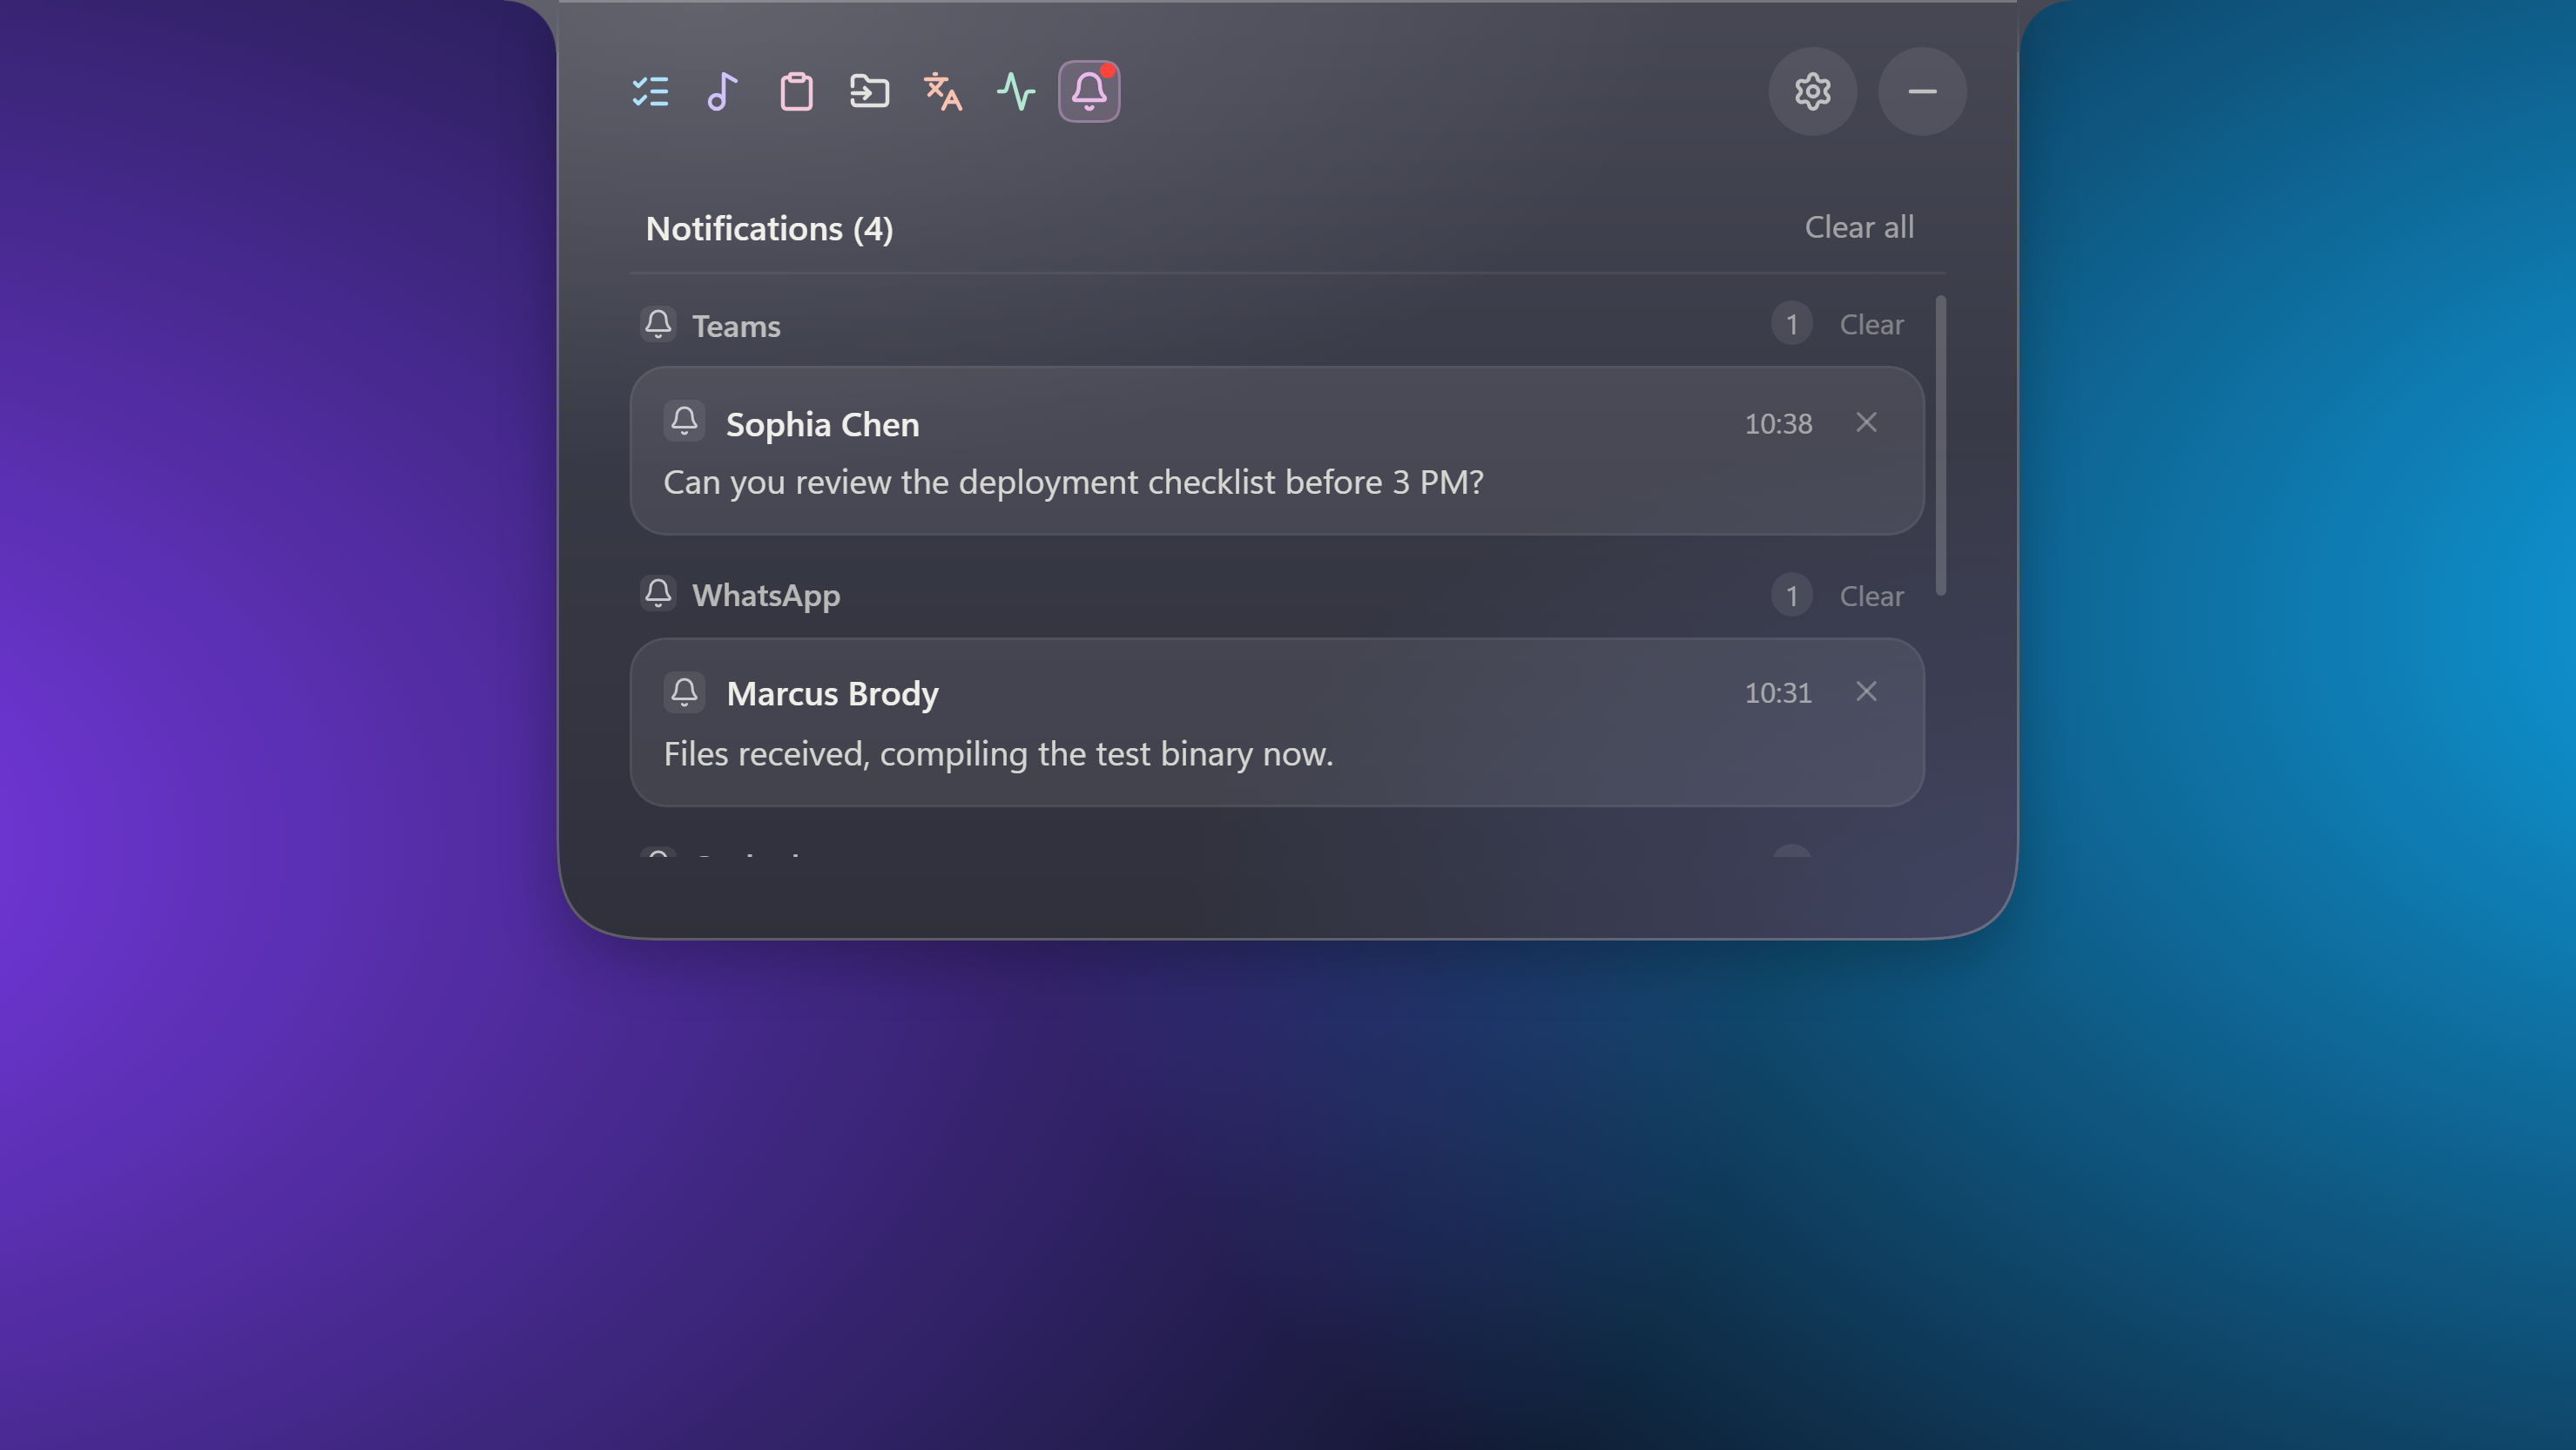 Notifications (4)
Clear all
Teams
1
Clear
Sophia Chen
10:38
Can you review the deployment checklist before 3 PM?
WhatsApp
1
Clear
Marcus Brody
10:31
Files received, compiling the test binary now.